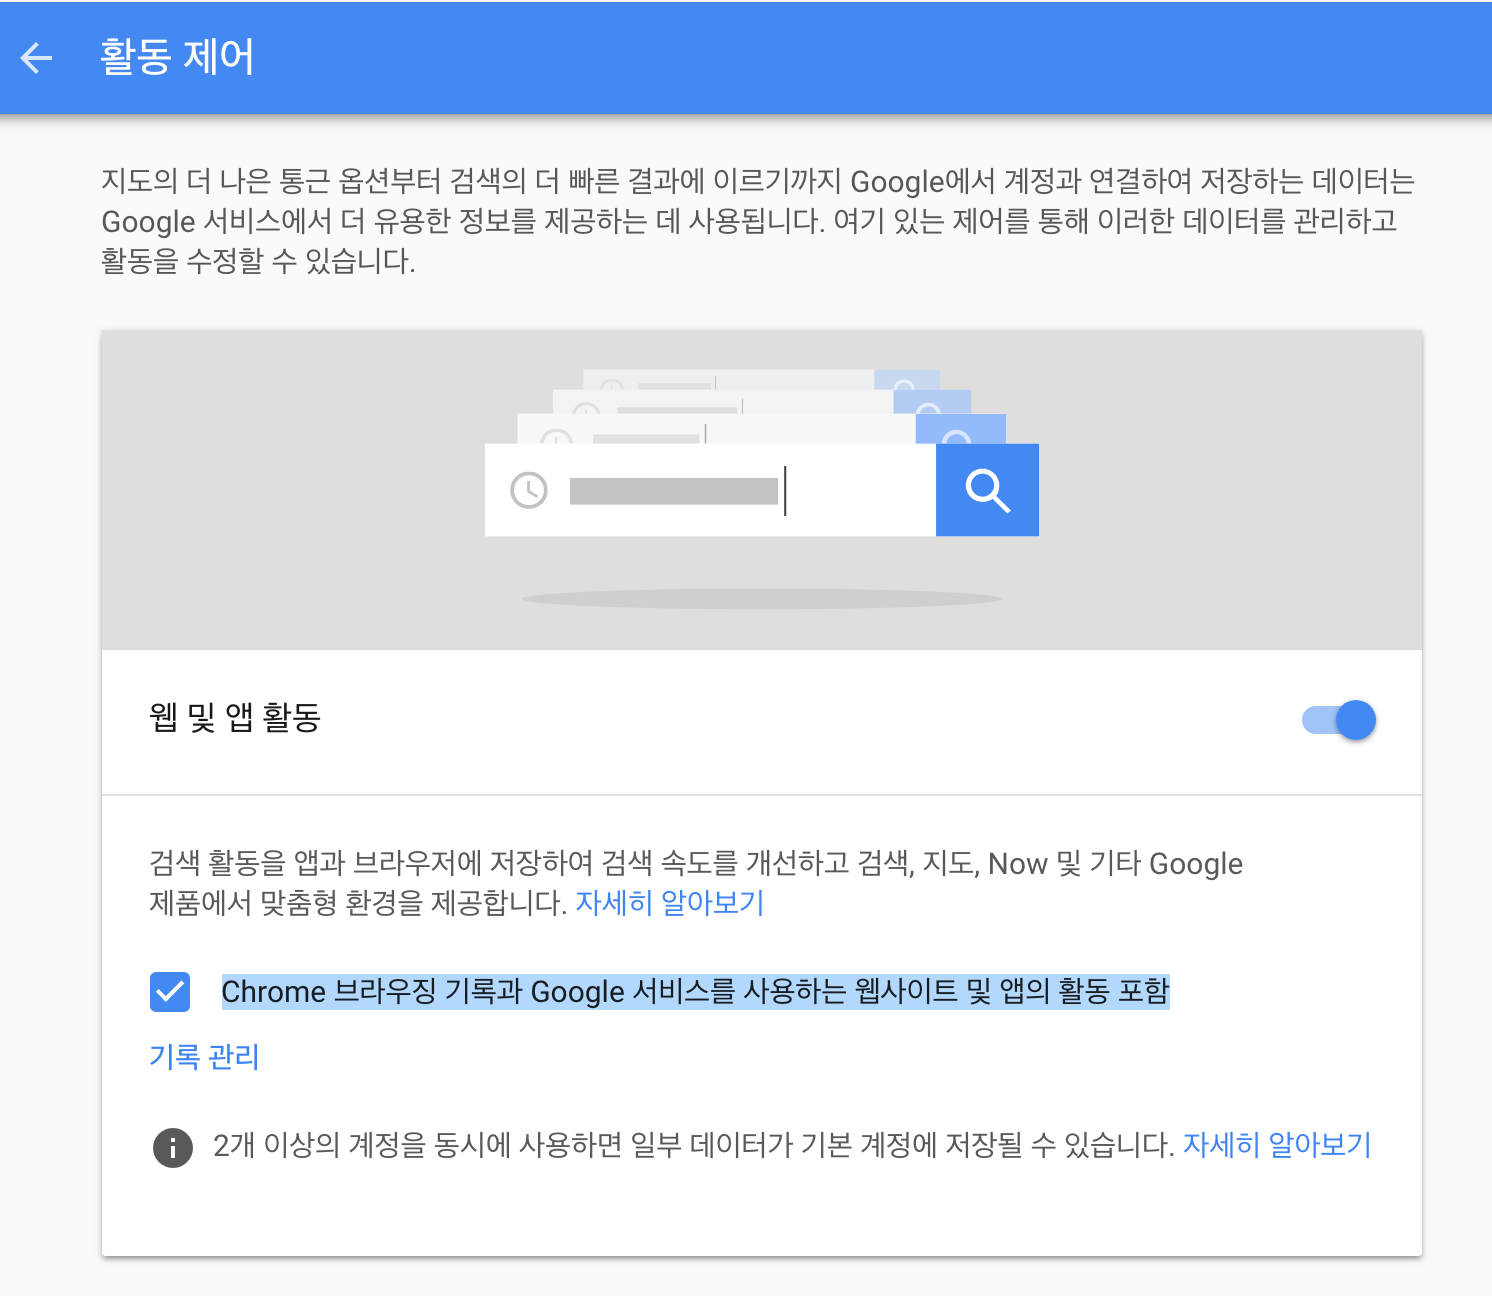 활동 제어
지도의 더 나은 통근 옵션부터 검색의 더 빠른 결과에 이르기까지 Google에서 계정과 연결하여 저장하는 데이터는
Google 서비스에서 더 유용한 정보를 제공하는 데 사용됩니다. 여기 있는 제어를 통해 이러한 데이터를 관리하고
활동을 수정할 수 있습니다.
웹 및 앱 활동
검색 활동을 앱과 브라우저에 저장하여 검색 속도를 개선하고 검색, 지도, Now 및 기타 Google
제품에서 맞춤형 환경을 제공합니다. 자세히 알아보기
Chrome 브라우징 기록과 Google 서비스를 사용하는 웹사이트 및 앱의 활동 포함
기록 관리
2개 이상의 계정을 동시에 사용하면 일부 데이터가 기본 계정에 저장될 수 있습니다. 자세히 알아보기